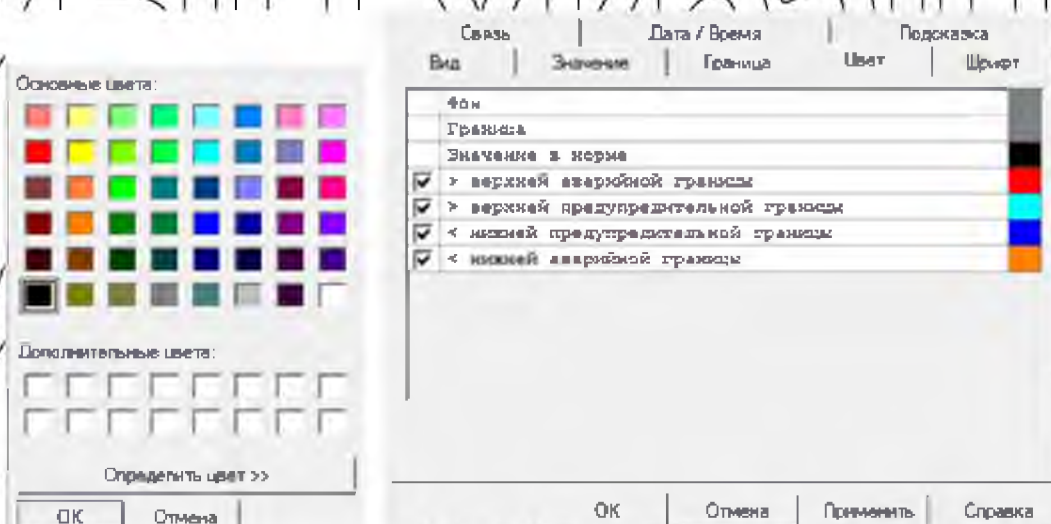 Основные цвета:
Дополнительные цвета:
Определить цвет >>
OK Отмена
Связь Дата / Время Подсказка
Вид Значение Граница Цвет Шрифт
Фон
Граница
Значение в норме
> верхней аварийной границы
> верхней предупредительной границы
< нижней предупредительной границы
< нижней аварийной границы
OK Отмена Применить Справка